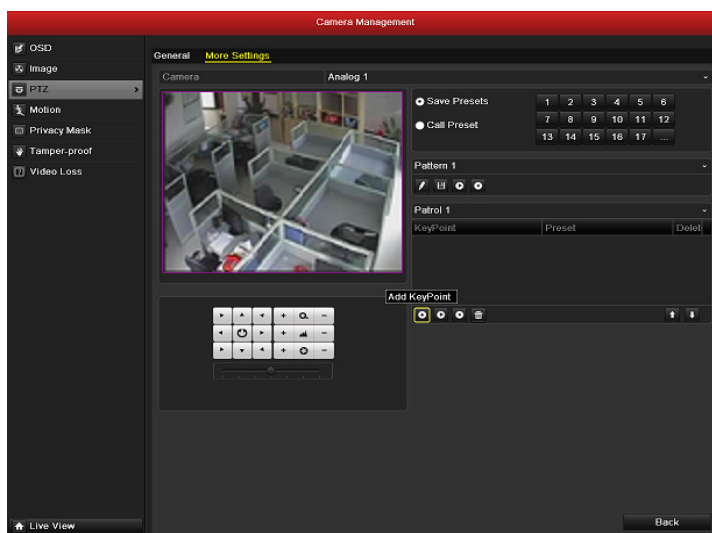 Camera Management
OSD
Image
PTZ
Motion
Privacy Mask
Tamper-proof
Video Loss
General More Settings
Camera Analog 1
Save Presets
Call Preset
1 2 3 4 5 6
7 8 9 10 11 12
13 14 15 16 17 ...
Pattern 1
Patrol 1
KeyPoint Preset Delet
Add KeyPoint
Live View
Back